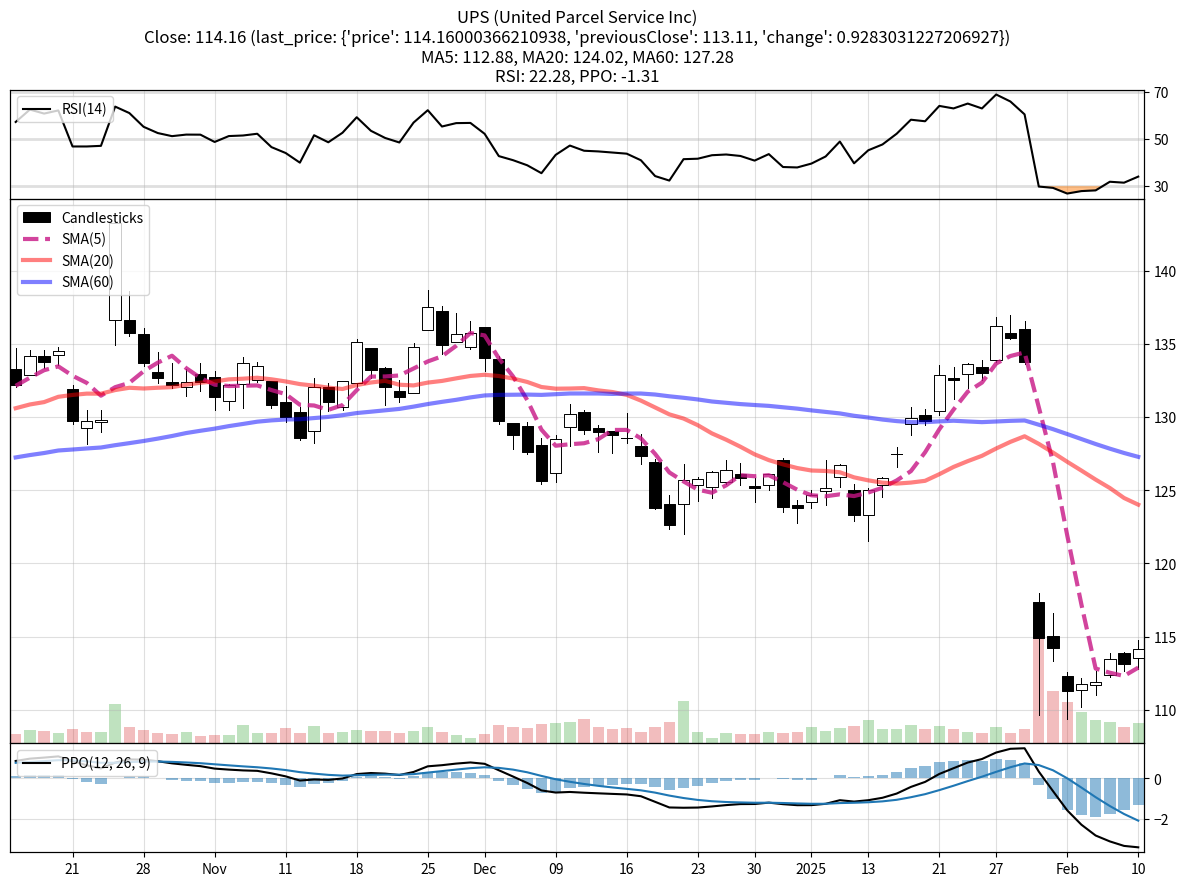 UPS (United Parcel Service Inc)
Close: 114.16 (last_price: {'price': 114.16000366210938, 'previousClose': 113.11, 'change': 0.9283031227206927})
MA5: 112.88, MA20: 124.02, MA60: 127.28
RSI: 22.28, PPO: -1.31
RSI(14)
70
50
30
Candlesticks
SMA(5)
SMA(20)
SMA(60)
140
135
130
125
120
115
110
PPO(12, 26, 9)
0
−2
21 28 Nov 11 18 25 Dec 09 16 23 30 2025 13 21 27 Feb 10